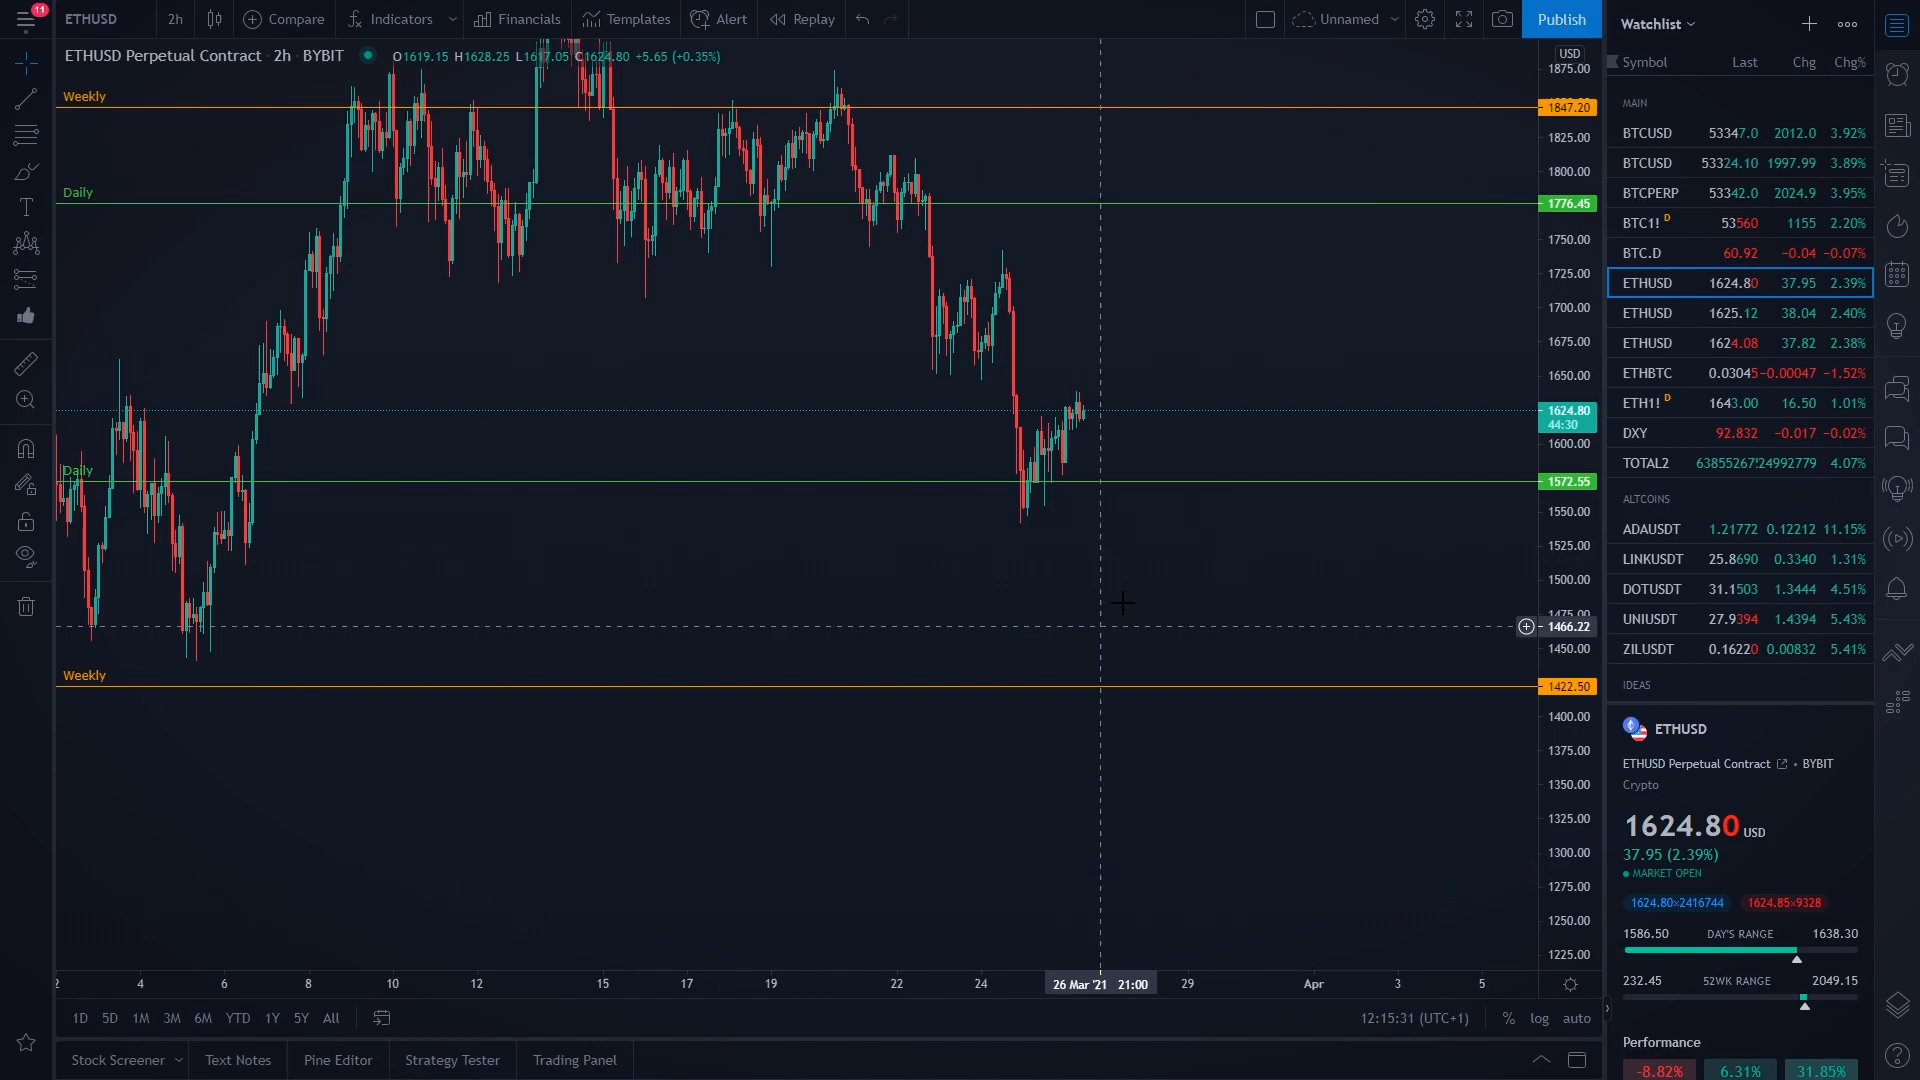 11
ETHUSD 2h Compare Indicators Financials Templates Alert Replay Unnamed Publish
ETHUSD Perpetual Contract · 2h · BYBIT O1619.15 H1628.25 L1617.05 C1624.80 +5.65 (+0.35%)
USD
1875.00
Weekly 1847.20
1825.00
1800.00
Daily 1776.45
1750.00
1725.00
1700.00
1675.00
1650.00
1624.80
44:30
1600.00
Daily 1572.55
1550.00
1525.00
1500.00
1475.00
1466.22
1450.00
Weekly 1422.50
1400.00
1375.00
1350.00
1325.00
1300.00
1275.00
1250.00
1225.00
2 4 6 8 10 12 15 17 19 22 24 26 Mar '21 21:00 29 Apr 3 5
1D 5D 1M 3M 6M YTD 1Y 5Y All 12:15:31 (UTC+1) % log auto
Stock Screener Text Notes Pine Editor Strategy Tester Trading Panel
Watchlist
Symbol Last Chg Chg%
MAIN
BTCUSD 53347.0 2012.0 3.92%
BTCUSD 53324.10 1997.99 3.89%
BTCPERP 53342.0 2024.9 3.95%
BTC1! D 53560 1155 2.20%
BTC.D 60.92 −0.04 −0.07%
ETHUSD 1624.80 37.95 2.39%
ETHUSD 1625.12 38.04 2.40%
ETHUSD 1624.08 37.82 2.38%
ETHBTC 0.03045 −0.00047 −1.52%
ETH1! D 1643.00 16.50 1.01%
DXY 92.832 −0.017 −0.02%
TOTAL2 4.07%
ALTCOINS
ADAUSDT 1.21772 0.12212 11.15%
LINKUSDT 25.8690 0.3340 1.31%
DOTUSDT 31.1503 1.3444 4.51%
UNIUSDT 27.9394 1.4394 5.43%
ZILUSDT 0.16220 0.00832 5.41%
IDEAS
ETHUSD
ETHUSD Perpetual Contract • BYBIT
Crypto
1624.80 USD
37.95 (2.39%)
MARKET OPEN
1624.80×2416744 1624.85×9328
1586.50 DAY'S RANGE 1638.30
232.45 52WK RANGE 2049.15
Performance
-8.82% 6.31% 31.85%